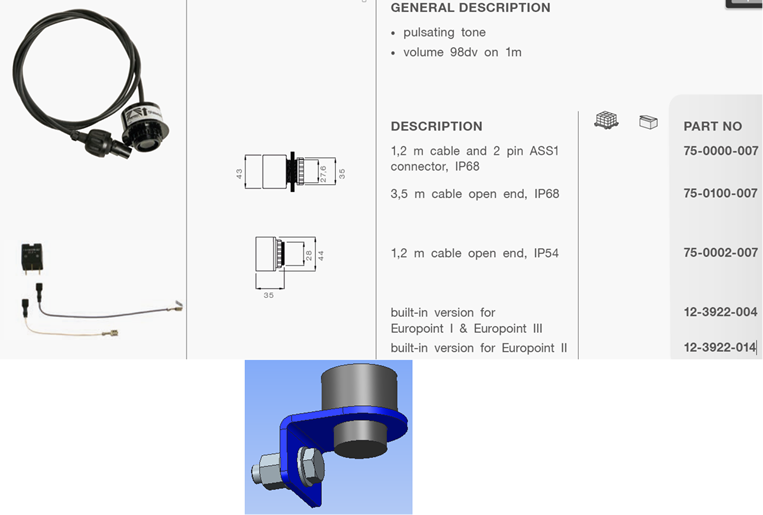 GENERAL DESCRIPTION
• pulsating tone
• volume 98dv on 1m
DESCRIPTION
PART NO
1,2 m cable and 2 pin ASS1
connector, IP68
75-0000-007
3,5 m cable open end, IP68
75-0100-007
1,2 m cable open end, IP54
75-0002-007
built-in version for
Europoint I & Europoint III
12-3922-004
built-in version for Europoint II
12-3922-014
43
27.6
35
28
44
35